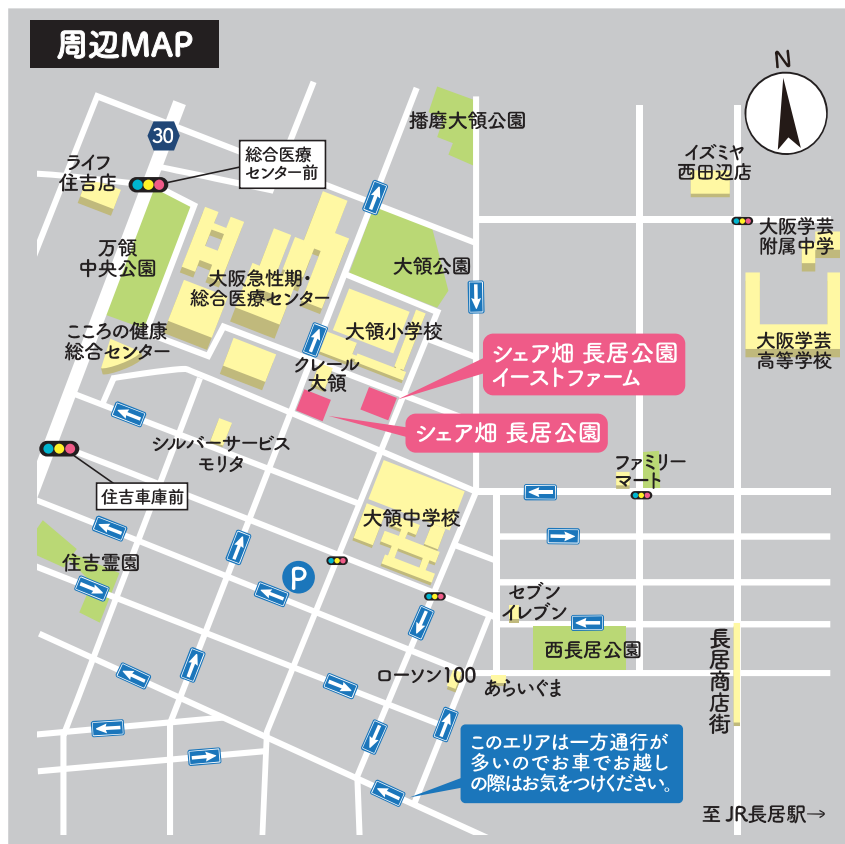 周辺MAP
N
30
総合医療
センター前
ライフ
住吉店
播磨大領公園
イズミヤ
西田辺店
大阪学芸
附属中学
万領
中央公園
大阪急性期・
総合医療センター
大領公園
こころの健康
総合センター
大領小学校
大阪学芸
高等学校
シェア畑 長居公園
イーストファーム
クレール
大領
シェア畑 長居公園
シルバーサービス
モリタ
ファミリー
マート
住吉車庫前
大領中学校
住吉霊園
P
セブン
イレブン
西長居公園
長居商店街
ローソン100
あらいぐま
このエリアは一方通行が
多いのでお車でお越し
の際はお気をつけください。
至 JR長居駅→